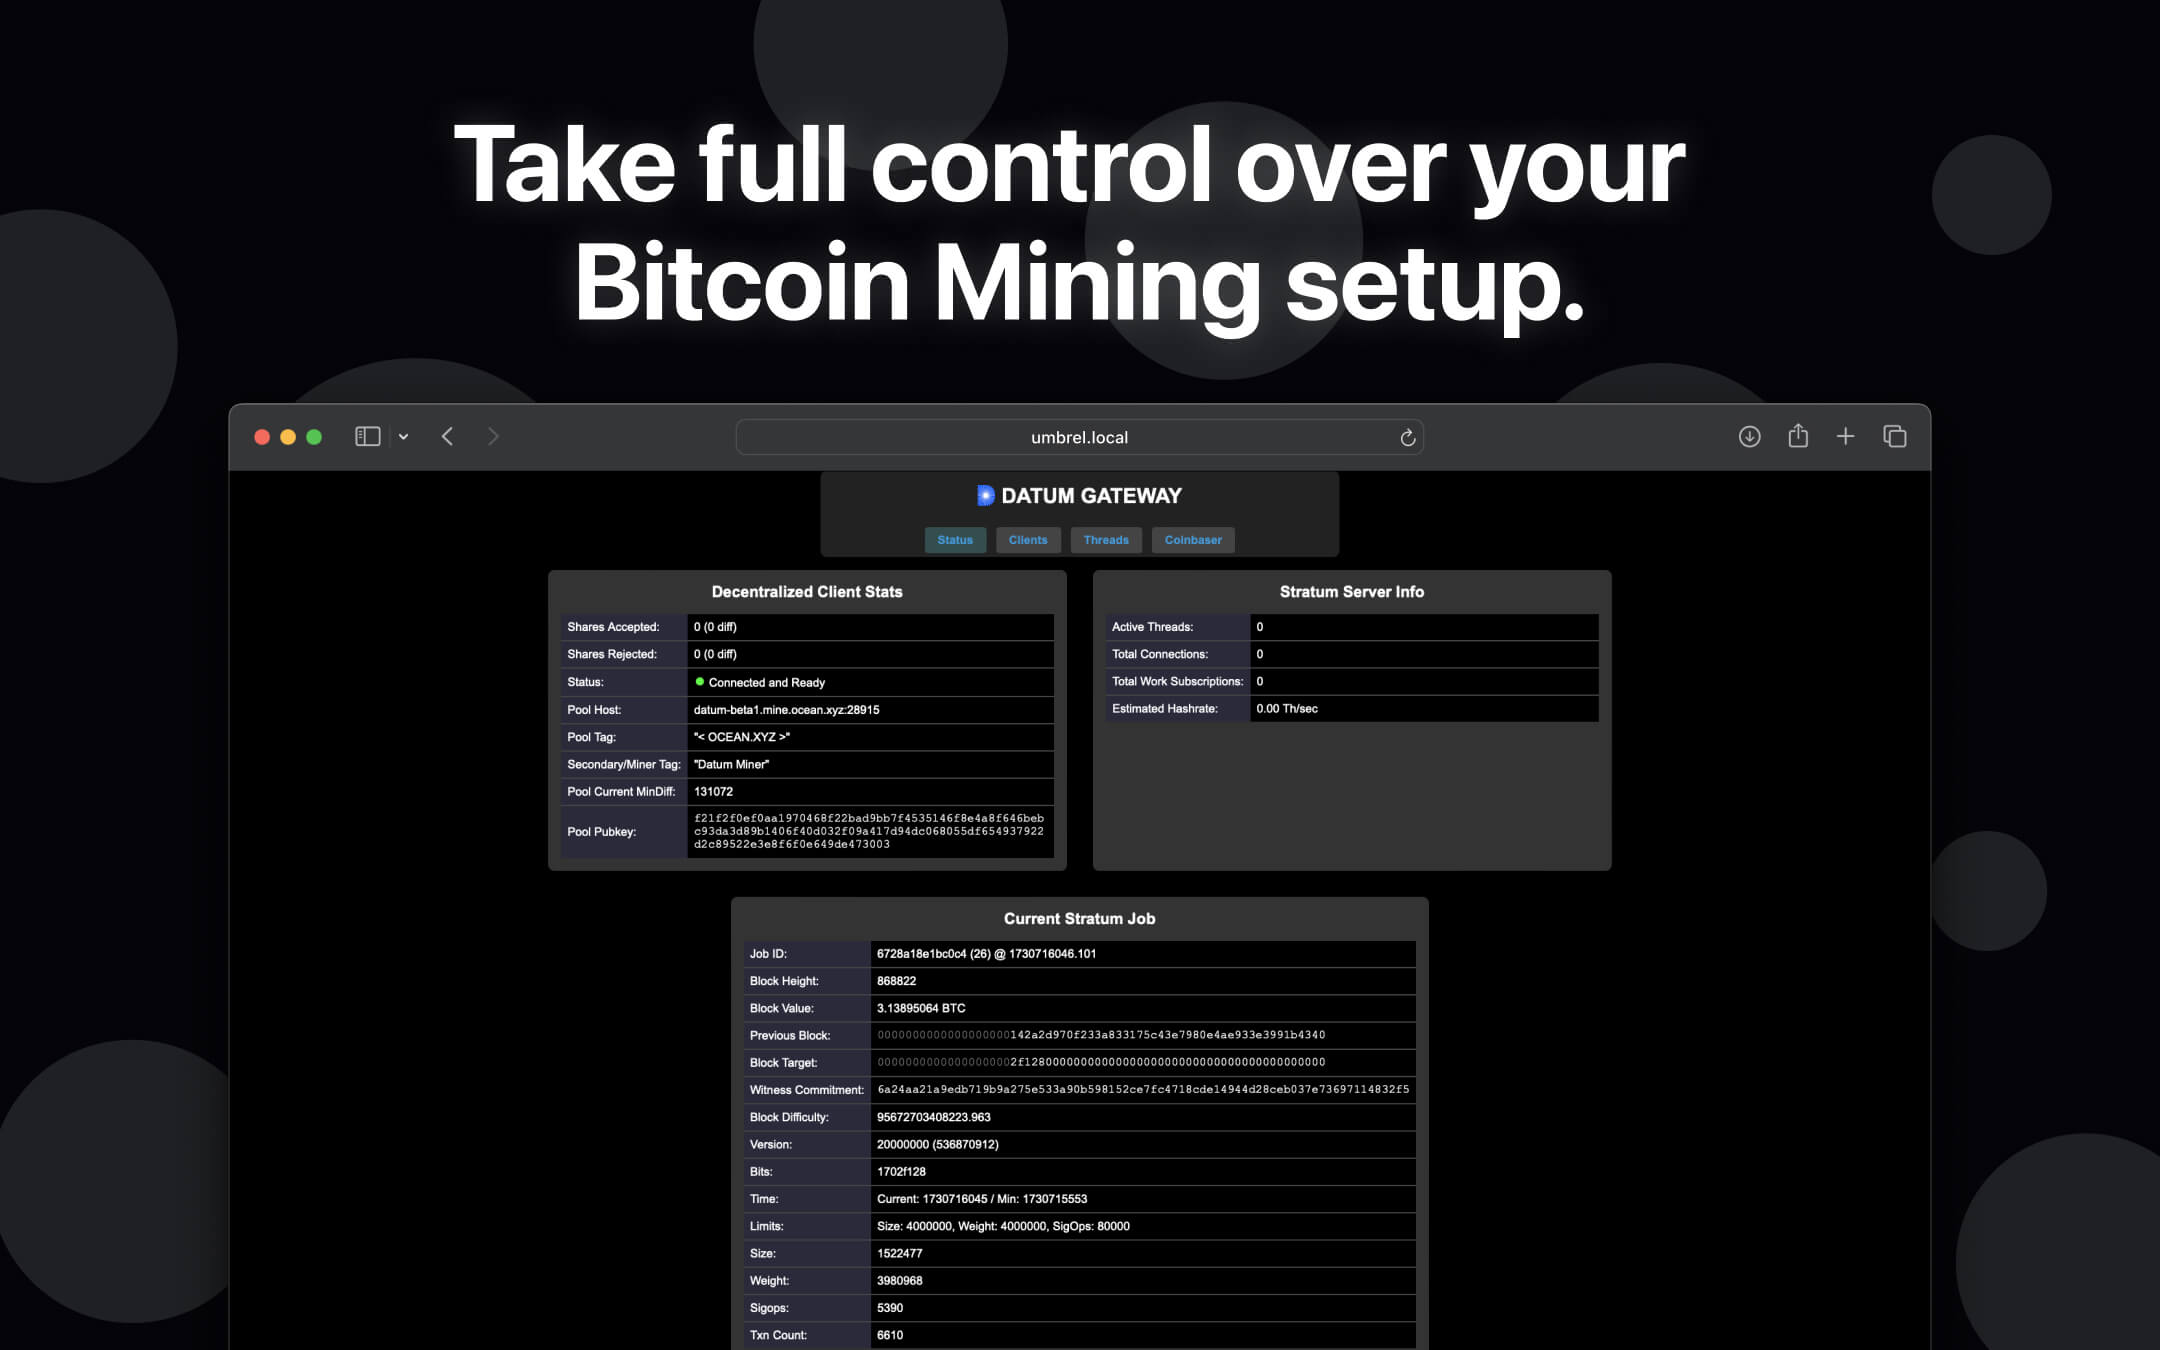 Take full control over your
Bitcoin Mining setup.
umbrel.local
DATUM GATEWAY
Status Clients Threads Coinbaser
Decentralized Client Stats
Shares Accepted: 0 (0 diff)
Shares Rejected: 0 (0 diff)
Status: Connected and Ready
Pool Host: datum-beta1.mine.ocean.xyz:28915
Pool Tag: "< OCEAN.XYZ >"
Secondary/Miner Tag: "Datum Miner"
Pool Current MinDiff: 131072
Pool Pubkey: f21f2f0ef0aa1970468f22bad9bb7f4535146f8e4a8f646beb
c93da3d89b1406f40d032f09a417d94dc068055df654937922
d2c89522e3e8f6f0e649de473003
Stratum Server Info
Active Threads: 0
Total Connections: 0
Total Work Subscriptions: 0
Estimated Hashrate: 0.00 Th/sec
Current Stratum Job
Job ID: 6728a18e1bc0c4 (26) @ 1730716046.101
Block Height: 868822
Block Value: 3.13895064 BTC
Previous Block: 0000000000000000000142a2d970f233a833175c43e7980e4ae933e3991b4340
Block Target: 00000000000000000002f1280000000000000000000000000000000000000000
Witness Commitment: 6a24aa21a9edb719b9a275e533a90b598152ce7fc4718cde14944d28ceb037e73697114832f5
Block Difficulty: 95672703408223.963
Version: 20000000 (536870912)
Bits: 1702f128
Time: Current: 1730716045 / Min: 1730715553
Limits: Size: 4000000, Weight: 4000000, SigOps: 80000
Size: 1522477
Weight: 3980968
Sigops: 5390
Txn Count: 6610